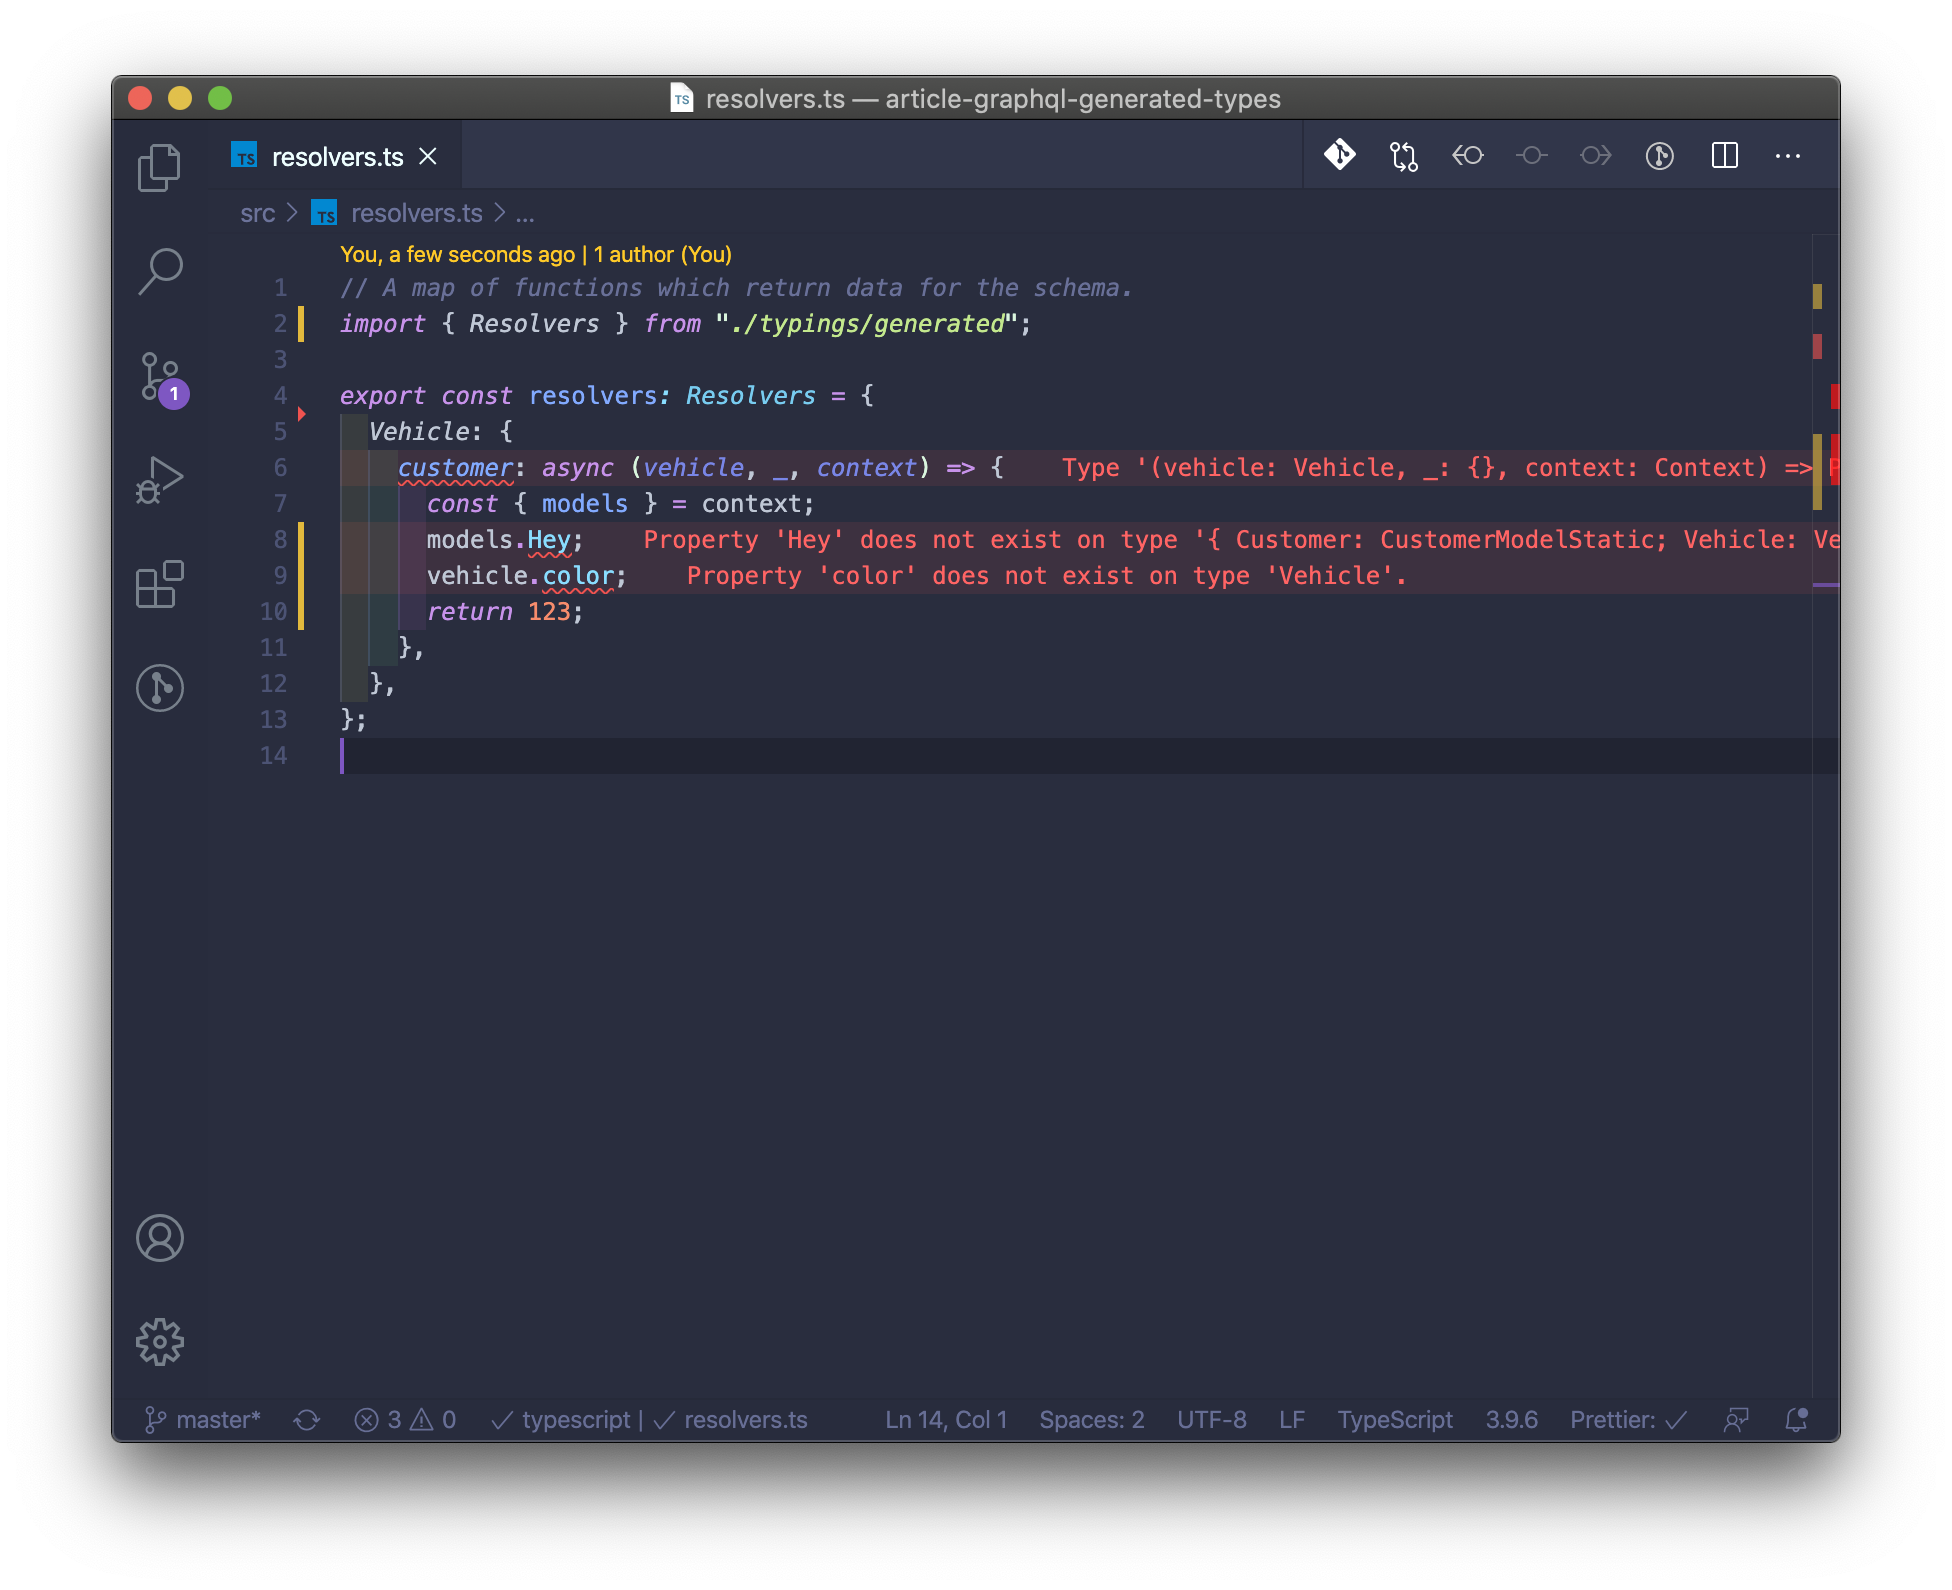 TS resolvers.ts — article-graphql-generated-types
TS resolvers.ts
src > TS resolvers.ts > ...
You, a few seconds ago | 1 author (You)
1 // A map of functions which return data for the schema.
2 import { Resolvers } from "./typings/generated";
3
4 export const resolvers: Resolvers = {
5 Vehicle: {
6 customer: async (vehicle, _, context) => { Type '(vehicle: Vehicle, _: {}, context: Context) => P
7 const { models } = context;
8 models.Hey; Property 'Hey' does not exist on type '{ Customer: CustomerModelStatic; Vehicle: Ve
9 vehicle.color; Property 'color' does not exist on type 'Vehicle'.
10 return 123;
11 },
12 },
13 };
14
1
master* 3 0 ✓ typescript | ✓ resolvers.ts Ln 14, Col 1 Spaces: 2 UTF-8 LF TypeScript 3.9.6 Prettier: ✓